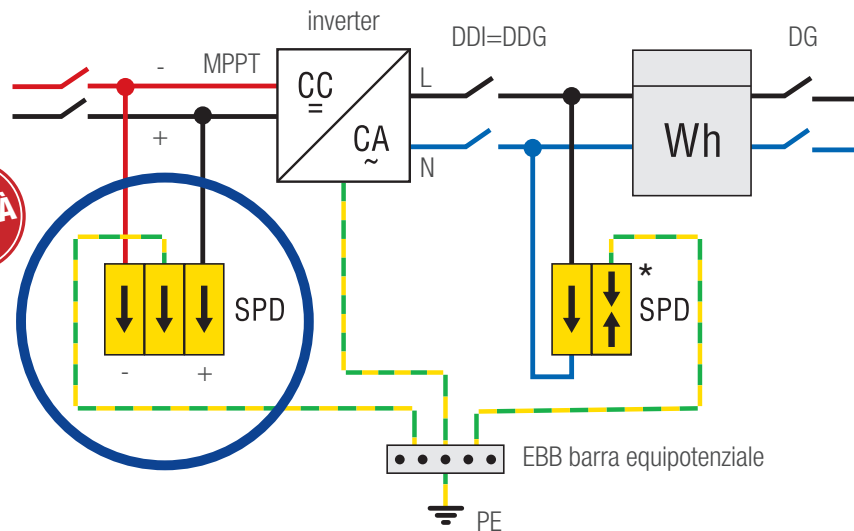 inverter
DDI=DDG
DG
- MPPT
CC
=
L
+
CA
~
N
Wh
À
SPD
*
SPD
- +
EBB barra equipotenziale
PE